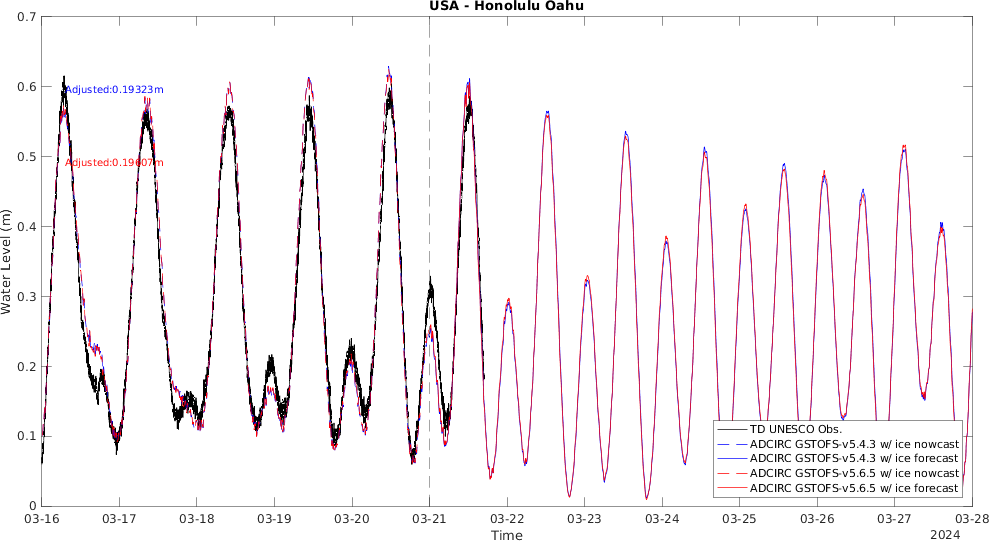 USA - Honolulu Oahu
0.7
0.6
0.5
0.4
0.3
0.2
0.1
0
Water Level (m)
Adjusted:0.19323m
Adjusted:0.19607m
TD UNESCO Obs.
ADCIRC GSTOFS-v5.4.3 w/ ice nowcast
ADCIRC GSTOFS-v5.4.3 w/ ice forecast
ADCIRC GSTOFS-v5.6.5 w/ ice nowcast
ADCIRC GSTOFS-v5.6.5 w/ ice forecast
03-16 03-17 03-18 03-19 03-20 03-21 03-22 03-23 03-24 03-25 03-26 03-27 03-28
Time
2024